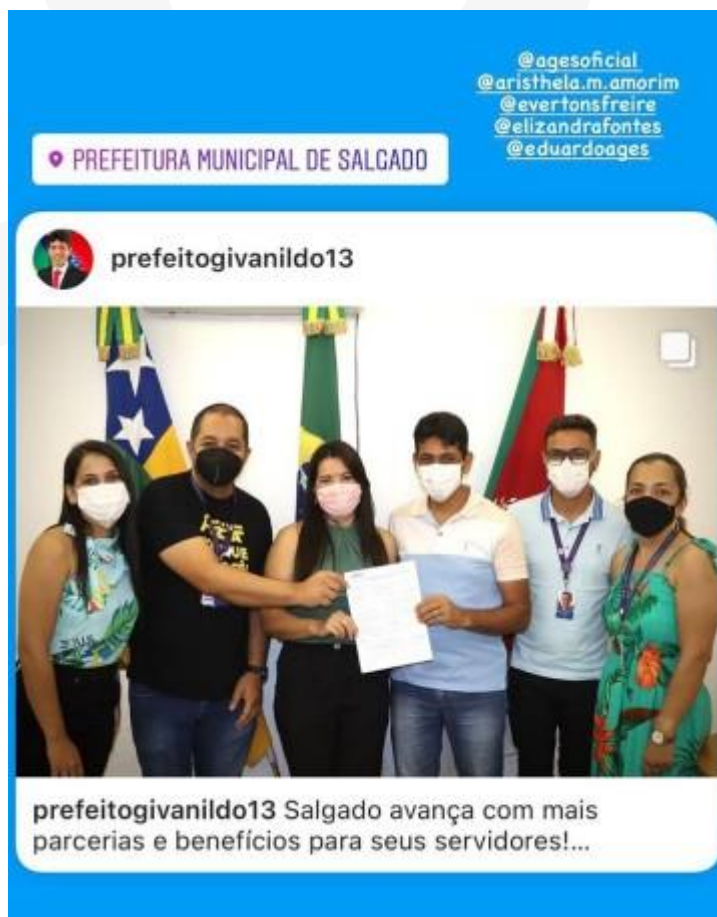 @agesoficial
@aristhela.m.amorim
@evertonsfreire
@elizandrafontes
@eduardoages
PREFEITURA MUNICIPAL DE SALGADO
prefeitogivanildo13
prefeitogivanildo13 Salgado avança com mais
parcerias e benefícios para seus servidores!...